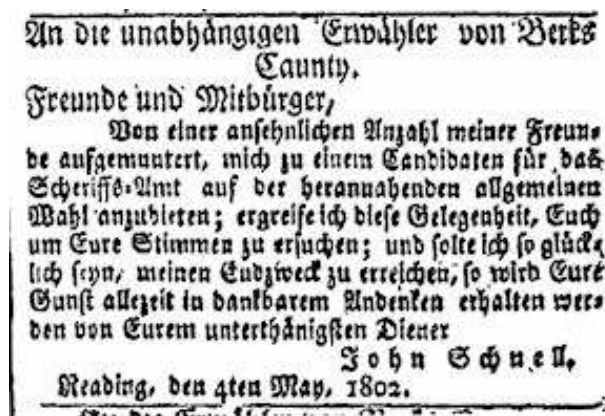 An die unabhängigen Erwähler von Berks
Caunty.
Freunde und Mitbürger,
Von einer ansehnlichen Anzahl meiner Freun-
de aufgemuntert, mich zu einem Candidaten für das
Scheriffs-Amt auf der herannahenden allgemeinen
Wahl anzubieten; ergreife ich diese Gelegenheit, Euch
um Eure Stimmen zu ersuchen; und solte ich so glück-
lich seyn, meinen Endzweck zu erreichen, so wird Eure
Gunst allezeit in dankbarem Andenken erhalten wer-
den von Eurem unterthänigsten Diener
John Schnell.
Reading, den 4ten May, 1802.